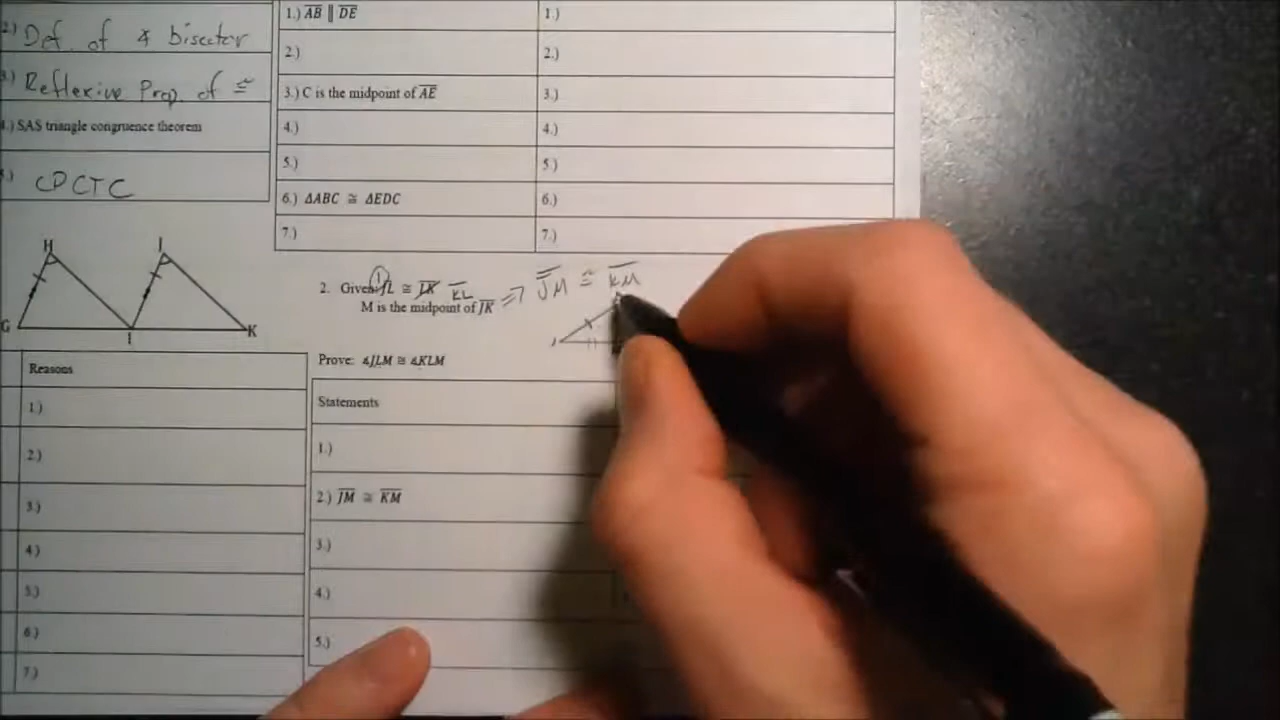 2.) Def. of ∡ bisector
3.) Reflexive Prop. of ≅
4.) SAS triangle congruence theorem
CPCTC
1.) AB ∥ DE 1.)
2.) 2.)
3.) C is the midpoint of AE 3.)
4.) 4.)
5.) 5.)
6.) ΔABC ≅ ΔEDC 6.)
7.) 7.)
H J
G I K
2. Given: JL ≅ JK KL
1
M is the midpoint of JK ⇒ JM ≅ KM
J
Prove: ∡JLM ≅ ∡KLM
Reasons
1.)
2.)
3.)
4)
5.)
6)
7.)
Statements
1.)
2.) JM ≅ KM
3.)
4.)
5.)